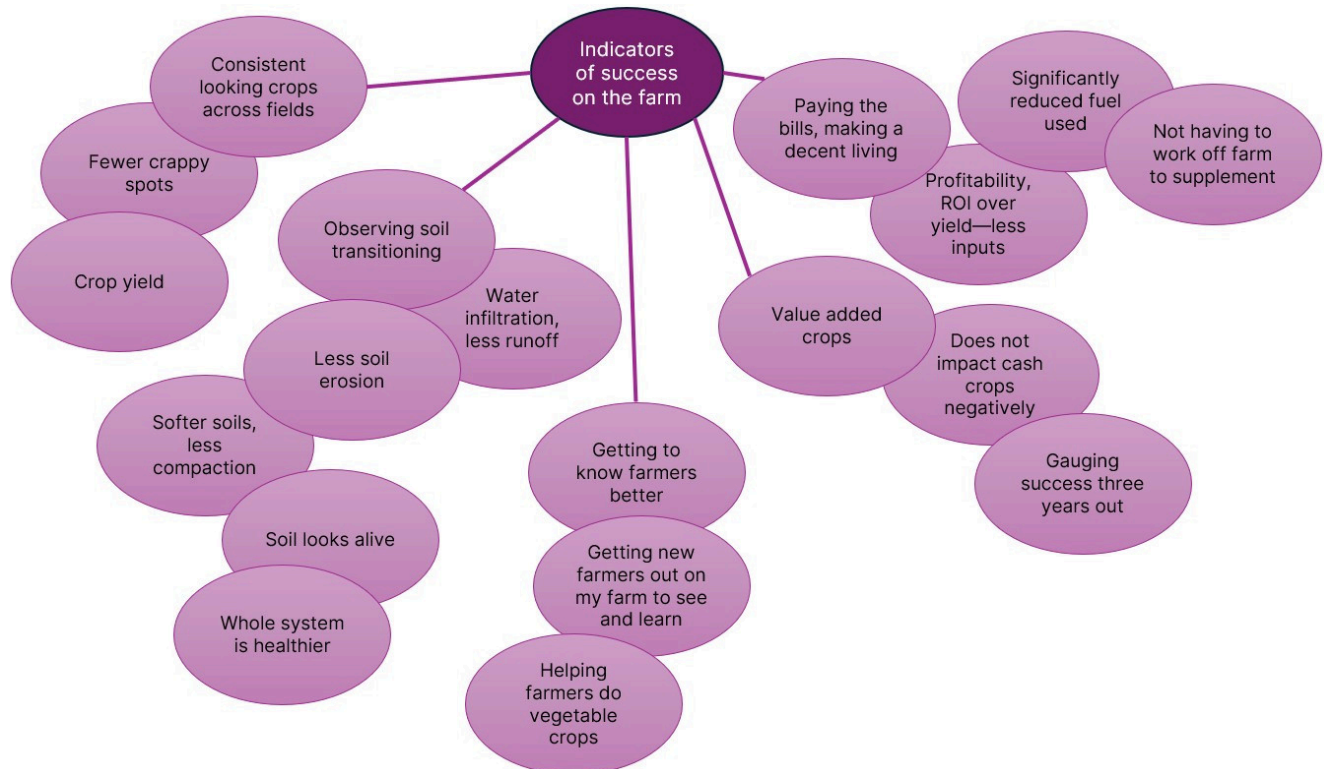 Indicators
of success
on the farm
Consistent
looking crops
across fields
Fewer crappy
spots
Crop yield
Observing soil
transitioning
Water
infiltration,
less runoff
Less soil
erosion
Softer soils,
less
compaction
Soil looks alive
Whole system
is healthier
Getting to
know farmers
better
Getting new
farmers out on
my farm to see
and learn
Helping
farmers do
vegetable
crops
Value added
crops
Does not
impact cash
crops
negatively
Gauging
success three
years out
Paying the
bills, making a
decent living
Profitability,
ROI over
yield—less
inputs
Significantly
reduced fuel
used
Not having to
work off farm
to supplement